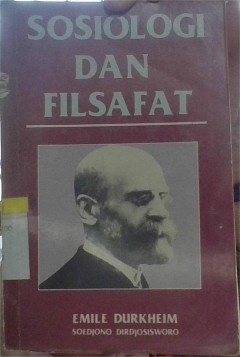 SOSIOLOGI
DAN
FILSAFAT
EMILE DURKHEIM
SOEDJONO DIRDJOSISWORO